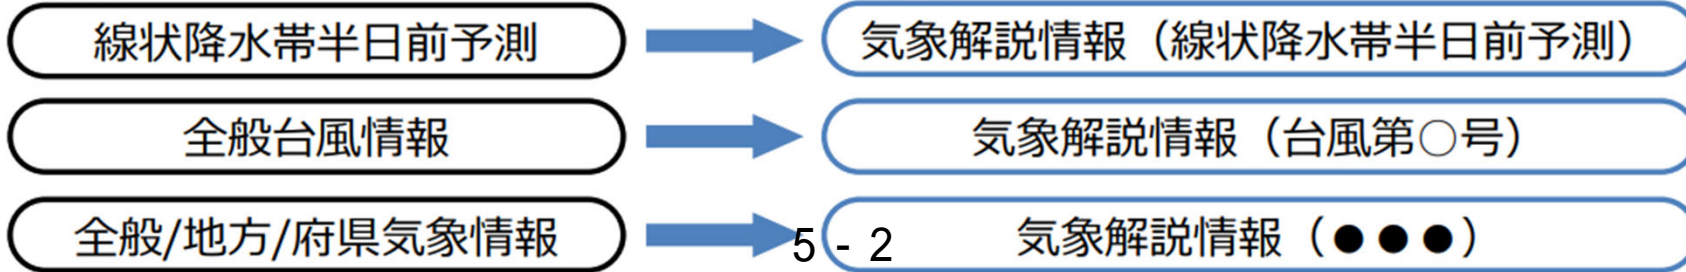 線状降水帯半日前予測
気象解説情報（線状降水帯半日前予測）
全般台風情報
気象解説情報（台風第○号）
全般/地方/府県気象情報
気象解説情報（●●●）
5 - 2